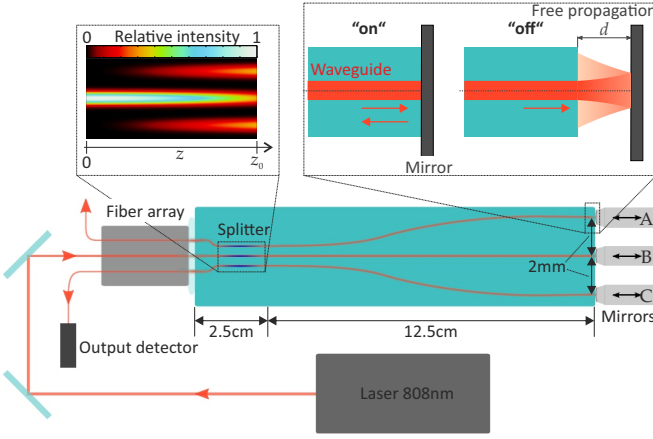 0 Relative intensity 1
0 z z₀
"on" "off"
Free propagation
d
Waveguide
Mirror
Fiber array
Splitter
A
B
C
2mm
Mirrors
2.5cm 12.5cm
Output detector
Laser 808nm